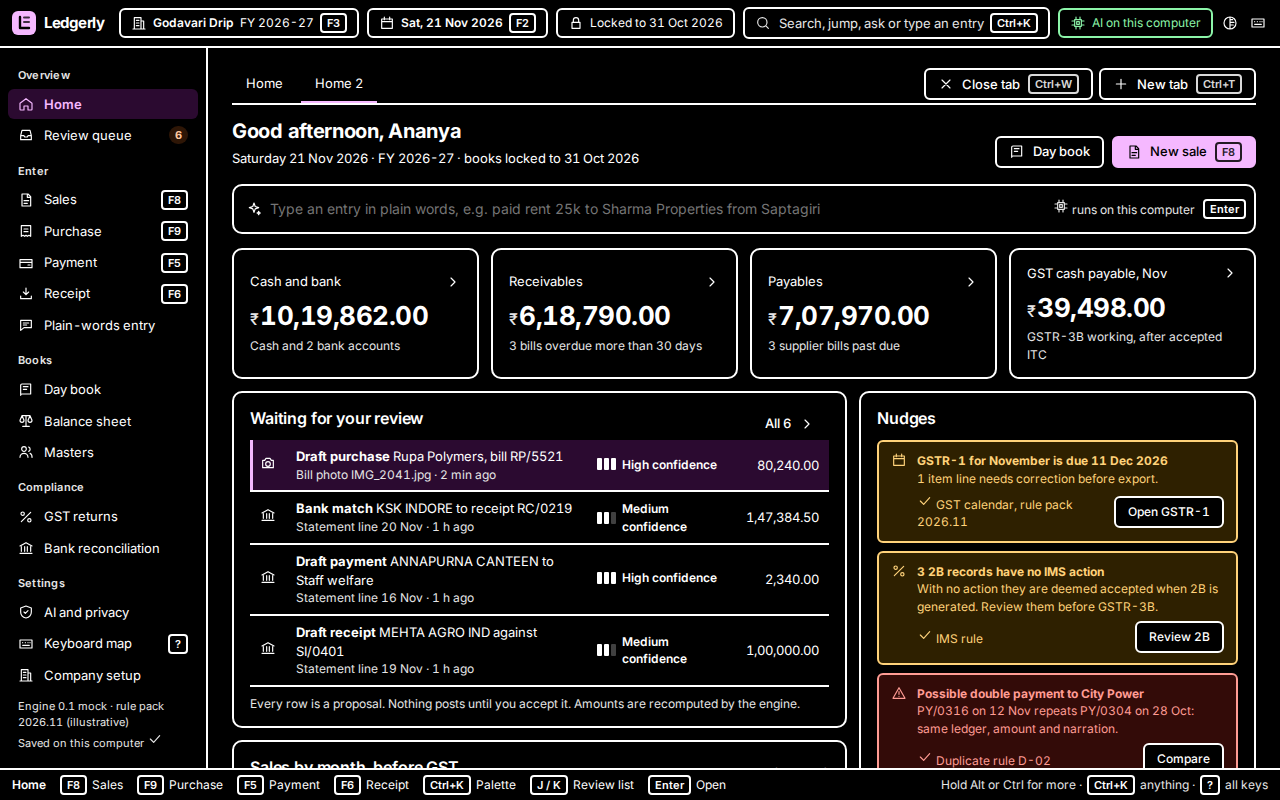 Ledgerly
Godavari Drip FY 2026-27 F3
Sat, 21 Nov 2026 F2
Locked to 31 Oct 2026
Search, jump, ask or type an entry Ctrl+K
AI on this computer
Overview
Home
Review queue 6
Enter
Sales F8
Purchase F9
Payment F5
Receipt F6
Plain-words entry
Books
Day book
Balance sheet
Masters
Compliance
GST returns
Bank reconciliation
Settings
AI and privacy
Keyboard map ?
Company setup
Engine 0.1 mock · rule pack
2026.11 (illustrative)
Saved on this computer
Home
Home 2
Close tab Ctrl+W
New tab Ctrl+T
Good afternoon, Ananya
Saturday 21 Nov 2026 · FY 2026-27 · books locked to 31 Oct 2026
Day book
New sale F8
Type an entry in plain words, e.g. paid rent 25k to Sharma Properties from Saptagiri
runs on this computer Enter
Cash and bank
₹10,19,862.00
Cash and 2 bank accounts
Receivables
₹6,18,790.00
3 bills overdue more than 30 days
Payables
₹7,07,970.00
3 supplier bills past due
GST cash payable, Nov
₹39,498.00
GSTR-3B working, after accepted
ITC
Waiting for your review
All 6
Draft purchase Rupa Polymers, bill RP/5521
Bill photo IMG_2041.jpg · 2 min ago
High confidence
80,240.00
Bank match KSK INDORE to receipt RC/0219
Statement line 20 Nov · 1 h ago
Medium
confidence
1,47,384.50
Draft payment ANNAPURNA CANTEEN to
Staff welfare
Statement line 16 Nov · 1 h ago
High confidence
2,340.00
Draft receipt MEHTA AGRO IND against
SI/0401
Statement line 19 Nov · 1 h ago
Medium
confidence
1,00,000.00
Every row is a proposal. Nothing posts until you accept it. Amounts are recomputed by the engine.
Sales by month, before GST
Nudges
GSTR-1 for November is due 11 Dec 2026
1 item line needs correction before export.
GST calendar, rule pack
2026.11
Open GSTR-1
3 2B records have no IMS action
With no action they are deemed accepted when 2B is
generated. Review them before GSTR-3B.
IMS rule
Review 2B
Possible double payment to City Power
PY/0316 on 12 Nov repeats PY/0304 on 28 Oct:
same ledger, amount and narration.
Duplicate rule D-02
Compare
Home F8 Sales F9 Purchase F5 Payment F6 Receipt Ctrl+K Palette J / K Review list Enter Open
Hold Alt or Ctrl for more · Ctrl+K anything · ? all keys